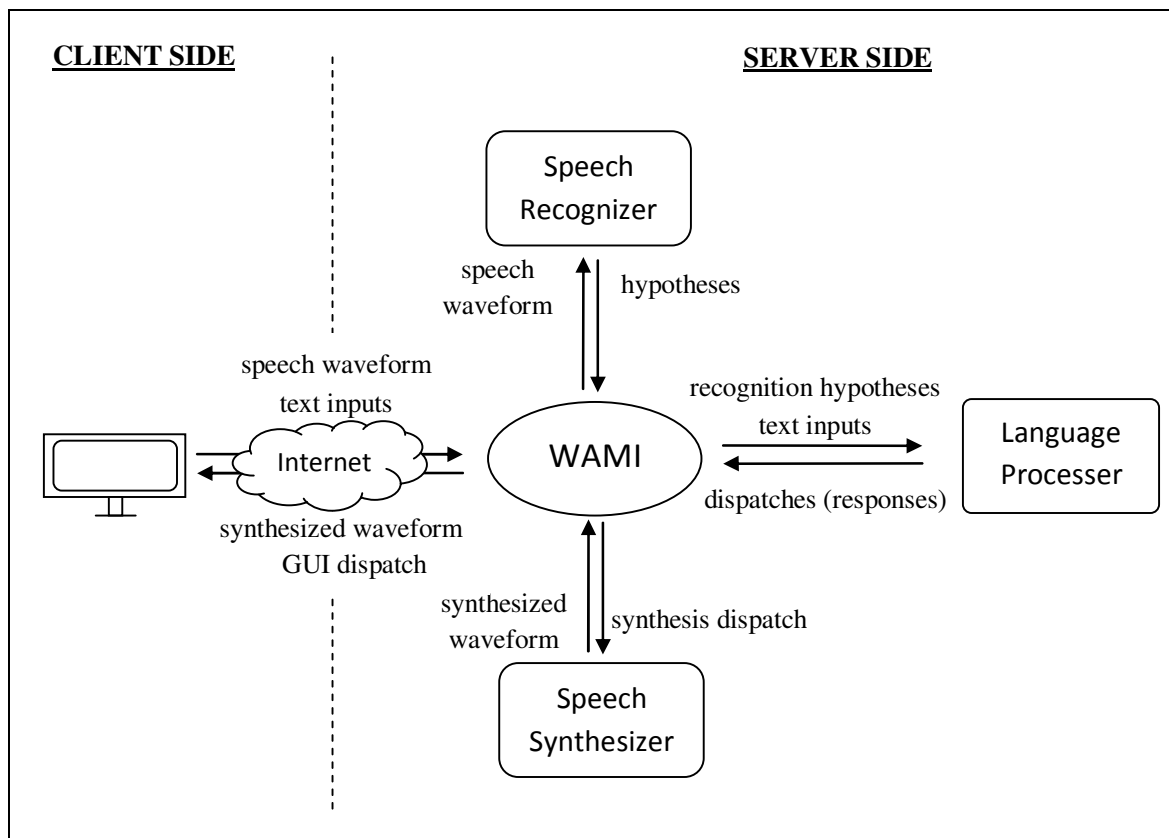 CLIENT SIDE
SERVER SIDE
Speech
Recognizer
speech
waveform
hypotheses
speech waveform
text inputs
Internet
synthesized waveform
GUI dispatch
WAMI
recognition hypotheses
text inputs
dispatches (responses)
Language
Processer
synthesized
waveform
synthesis dispatch
Speech
Synthesizer